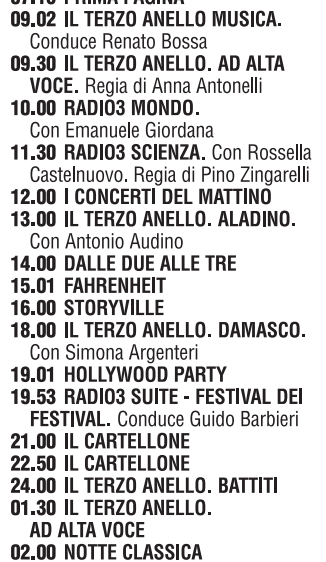 07.15 PRIMA PAGINA
09.02 IL TERZO ANELLO MUSICA.
Conduce Renato Bossa
09.30 IL TERZO ANELLO. AD ALTA
VOCE. Regia di Anna Antonelli
10.00 RADIO3 MONDO.
Con Emanuele Giordana
11.30 RADIO3 SCIENZA. Con Rossella
Castelnuovo. Regia di Pino Zingarelli
12.00 I CONCERTI DEL MATTINO
13.00 IL TERZO ANELLO. ALADINO.
Con Antonio Audino
14.00 DALLE DUE ALLE TRE
15.01 FAHRENHEIT
16.00 STORYVILLE
18.00 IL TERZO ANELLO. DAMASCO.
Con Simona Argenteri
19.01 HOLLYWOOD PARTY
19.53 RADIO3 SUITE - FESTIVAL DEI
FESTIVAL. Conduce Guido Barbieri
21.00 IL CARTELLONE
22.50 IL CARTELLONE
24.00 IL TERZO ANELLO. BATTITI
01.30 IL TERZO ANELLO.
AD ALTA VOCE
02.00 NOTTE CLASSICA